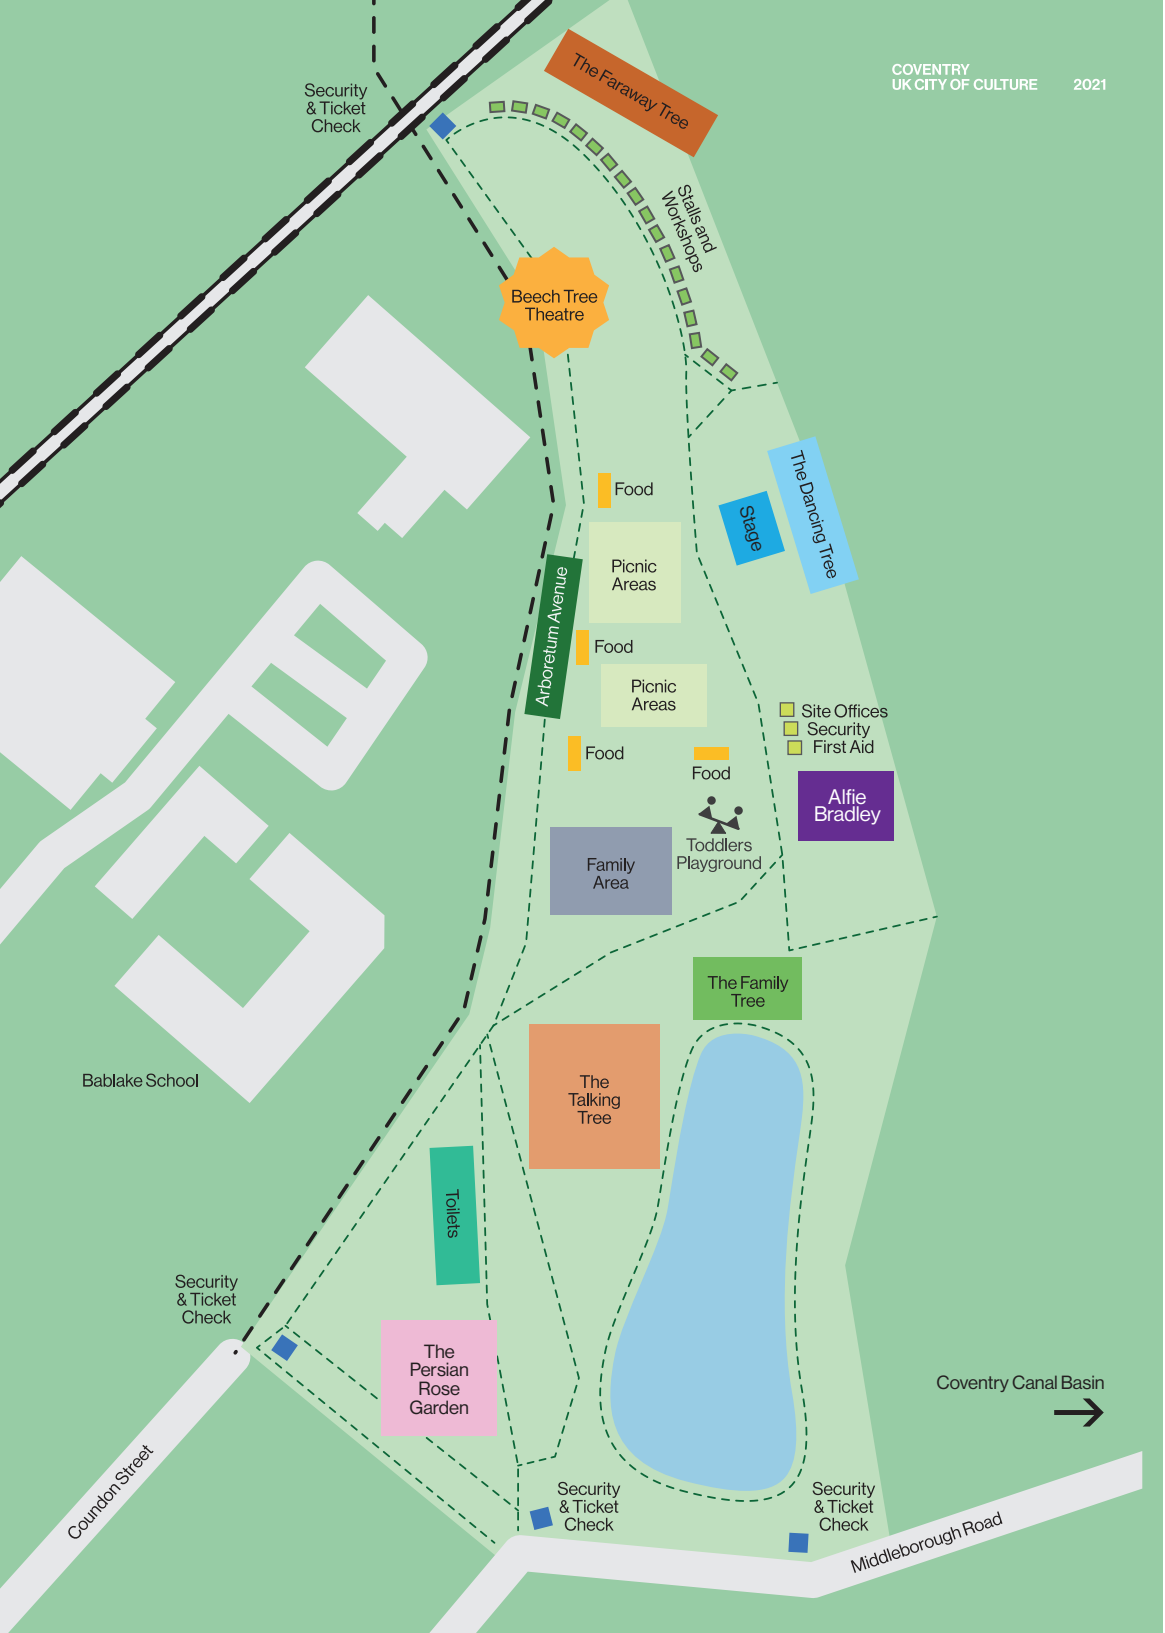 COVENTRY
UK CITY OF CULTURE 2021
The Faraway Tree
Security
& Ticket
Check
Stalls and
Workshops
Beech Tree
Theatre
Food
The Dancing Tree
Stage
Picnic
Areas
Arboretum Avenue
Food
Picnic
Areas
Site Offices
Security
First Aid
Food
Food
Alfie
Bradley
Toddlers
Playground
Family
Area
The Family
Tree
Bablake School
The
Talking
Tree
Toilets
Security
& Ticket
Check
The
Persian
Rose
Garden
Coventry Canal Basin
Coundon Street
Security
& Ticket
Check
Security
& Ticket
Check
Middleborough Road